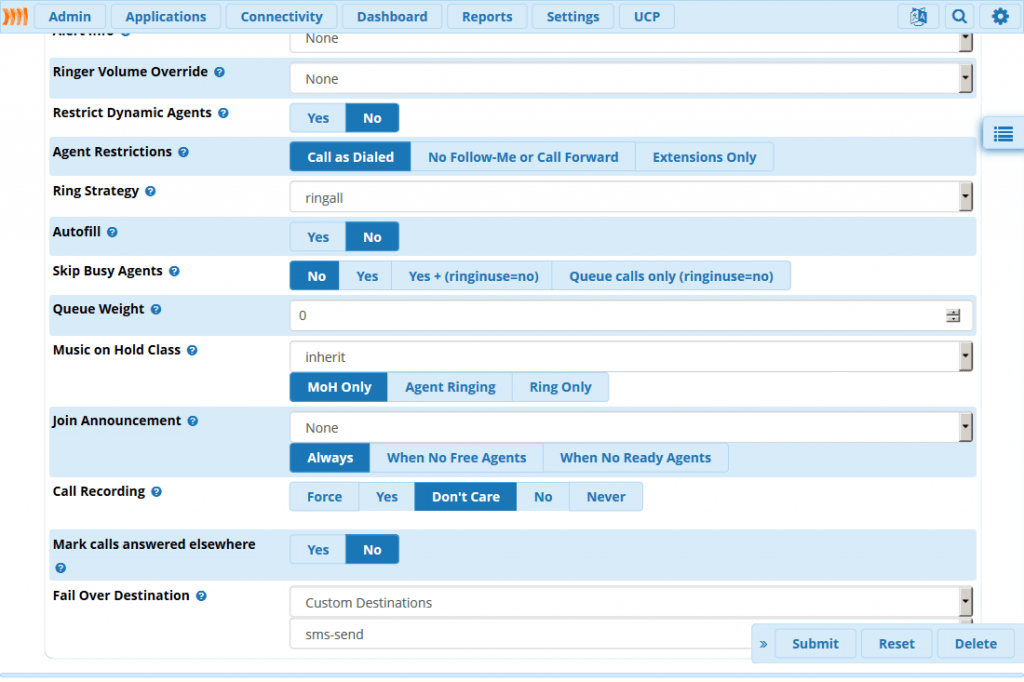 Admin Applications Connectivity Dashboard Reports Settings UCP
Alert Info None
Ringer Volume Override None
Restrict Dynamic Agents Yes No
Agent Restrictions Call as Dialed No Follow-Me or Call Forward Extensions Only
Ring Strategy ringall
Autofill Yes No
Skip Busy Agents No Yes Yes + (ringinuse=no) Queue calls only (ringinuse=no)
Queue Weight 0
Music on Hold Class inherit
MoH Only Agent Ringing Ring Only
Join Announcement None
Always When No Free Agents When No Ready Agents
Call Recording Force Yes Don't Care No Never
Mark calls answered elsewhere Yes No
Fail Over Destination Custom Destinations
sms-send
» Submit Reset Delete